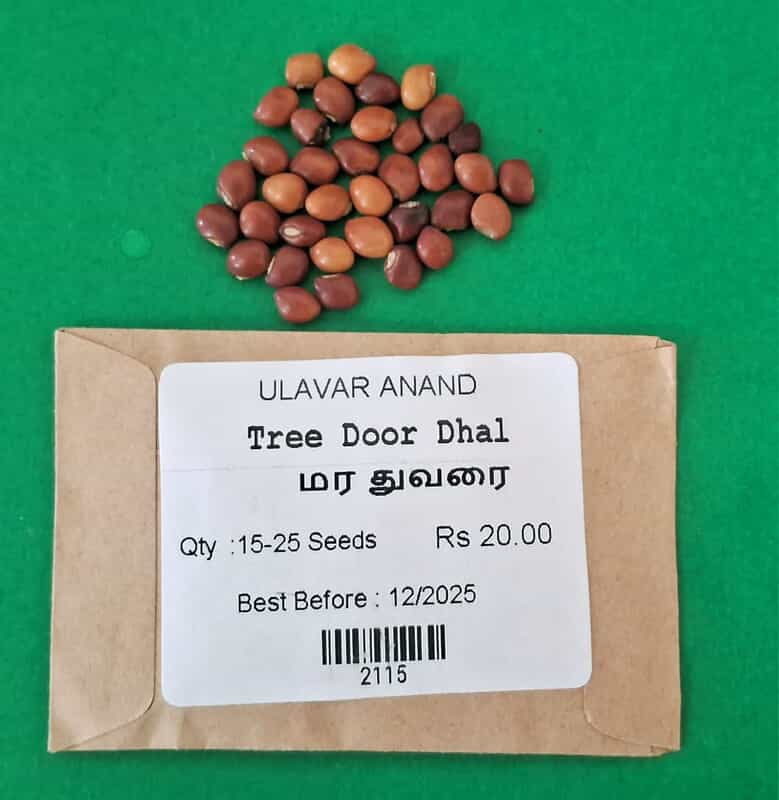 ULAVAR ANAND
Tree Door Dhal
மர துவரை
Qty :15-25 Seeds Rs 20.00
Best Before : 12/2025
2115